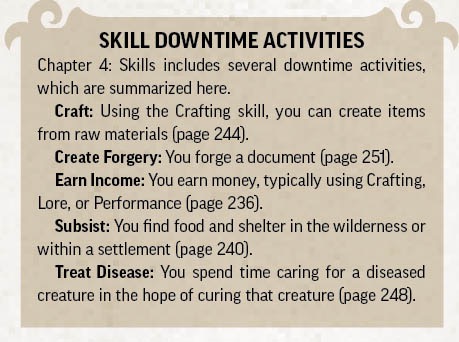 SKILL DOWNTIME ACTIVITIES
Chapter 4: Skills includes several downtime activities,
which are summarized here.
Craft: Using the Crafting skill, you can create items
from raw materials (page 244).
Create Forgery: You forge a document (page 251).
Earn Income: You earn money, typically using Crafting,
Lore, or Performance (page 236).
Subsist: You find food and shelter in the wilderness or
within a settlement (page 240).
Treat Disease: You spend time caring for a diseased
creature in the hope of curing that creature (page 248).